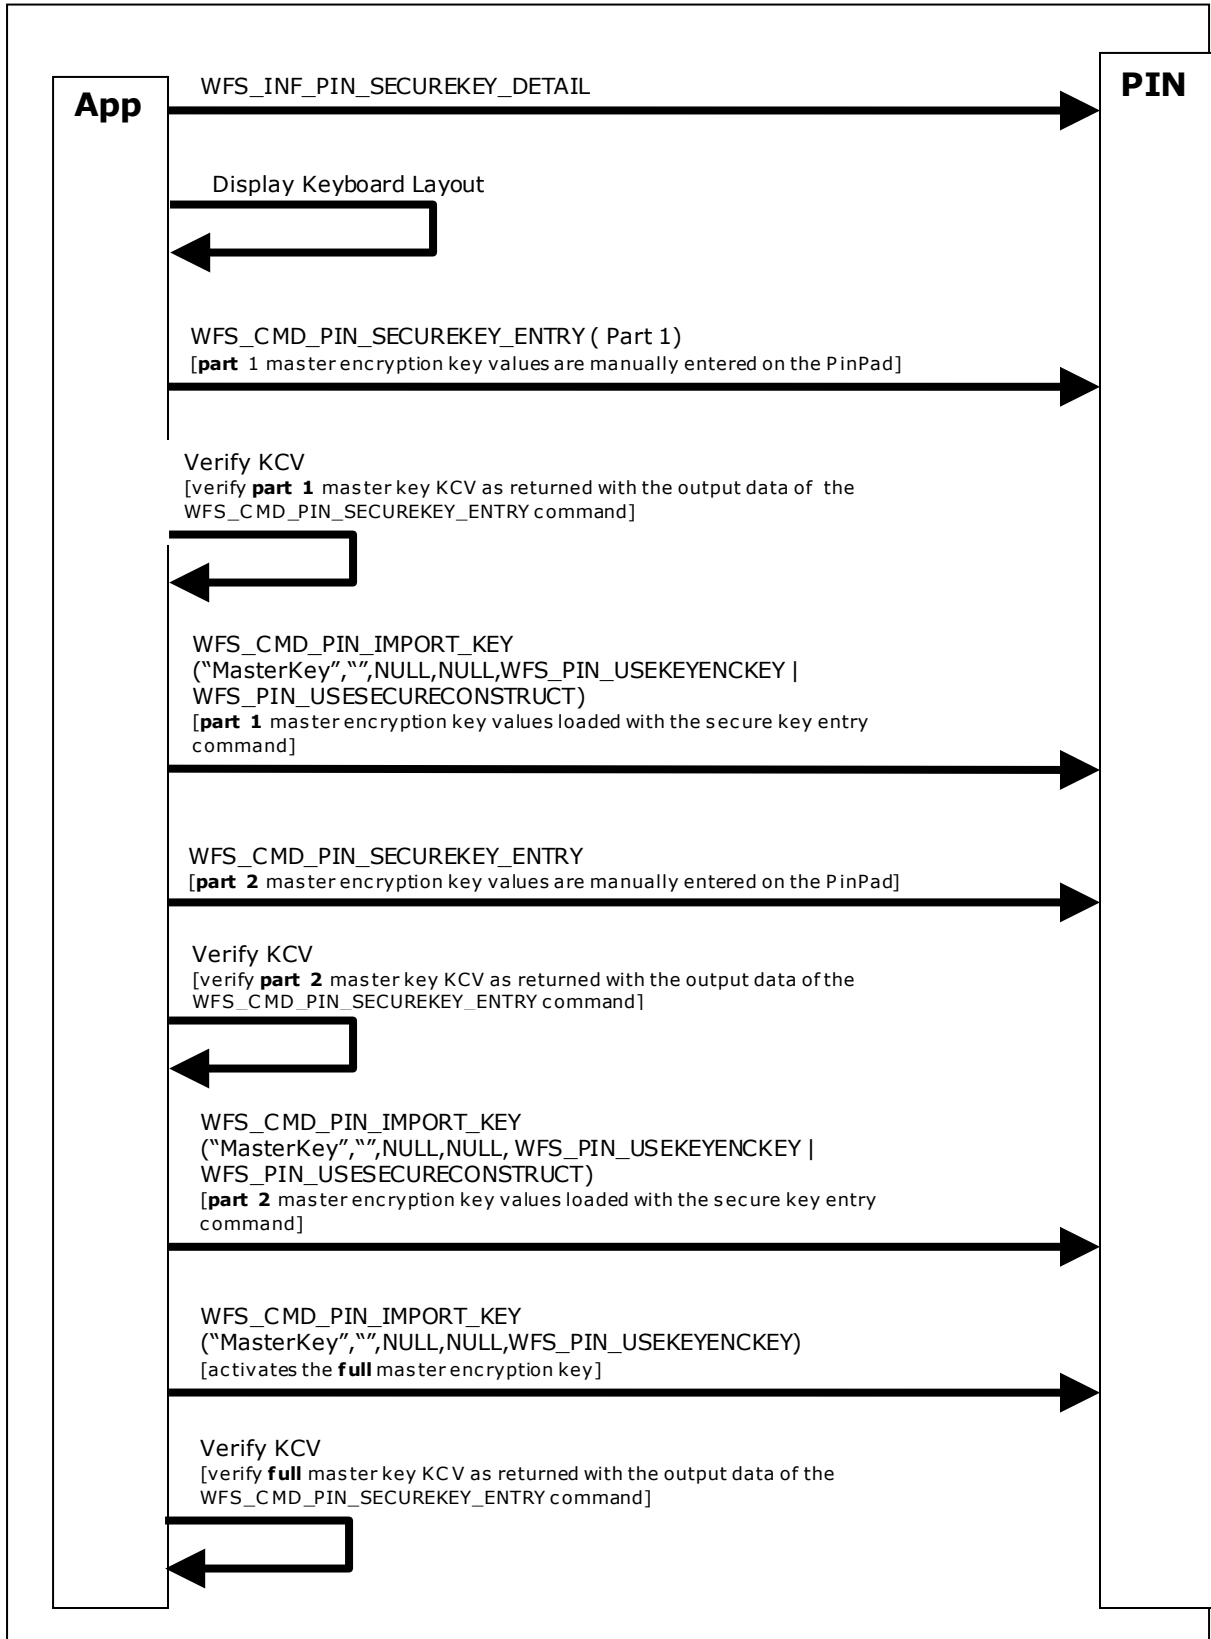 App
PIN
WFS_INF_PIN_SECUREKEY_DETAIL
Display Keyboard Layout
WFS_CMD_PIN_SECUREKEY_ENTRY ( Part 1)
[part 1 master encryption key values are manually entered on the PinPad]
Verify KCV
[verify part 1 master key KCV as returned with the output data of the
WFS_CMD_PIN_SECUREKEY_ENTRY command]
WFS_CMD_PIN_IMPORT_KEY
(“MasterKey”,“”,NULL,NULL,WFS_PIN_USEKEYENCKEY |
WFS_PIN_USESECURECONSTRUCT)
[part 1 master encryption key values loaded with the secure key entry
command]
WFS_CMD_PIN_SECUREKEY_ENTRY
[part 2 master encryption key values are manually entered on the PinPad]
Verify KCV
[verify part 2 master key KCV as returned with the output data of the
WFS_CMD_PIN_SECUREKEY_ENTRY command]
WFS_CMD_PIN_IMPORT_KEY
(“MasterKey”,“”,NULL,NULL, WFS_PIN_USEKEYENCKEY |
WFS_PIN_USESECURECONSTRUCT)
[part 2 master encryption key values loaded with the secure key entry
command]
WFS_CMD_PIN_IMPORT_KEY
(“MasterKey”,“”,NULL,NULL,WFS_PIN_USEKEYENCKEY)
[activates the full master encryption key]
Verify KCV
[verify full master key KCV as returned with the output data of the
WFS_CMD_PIN_SECUREKEY_ENTRY command]